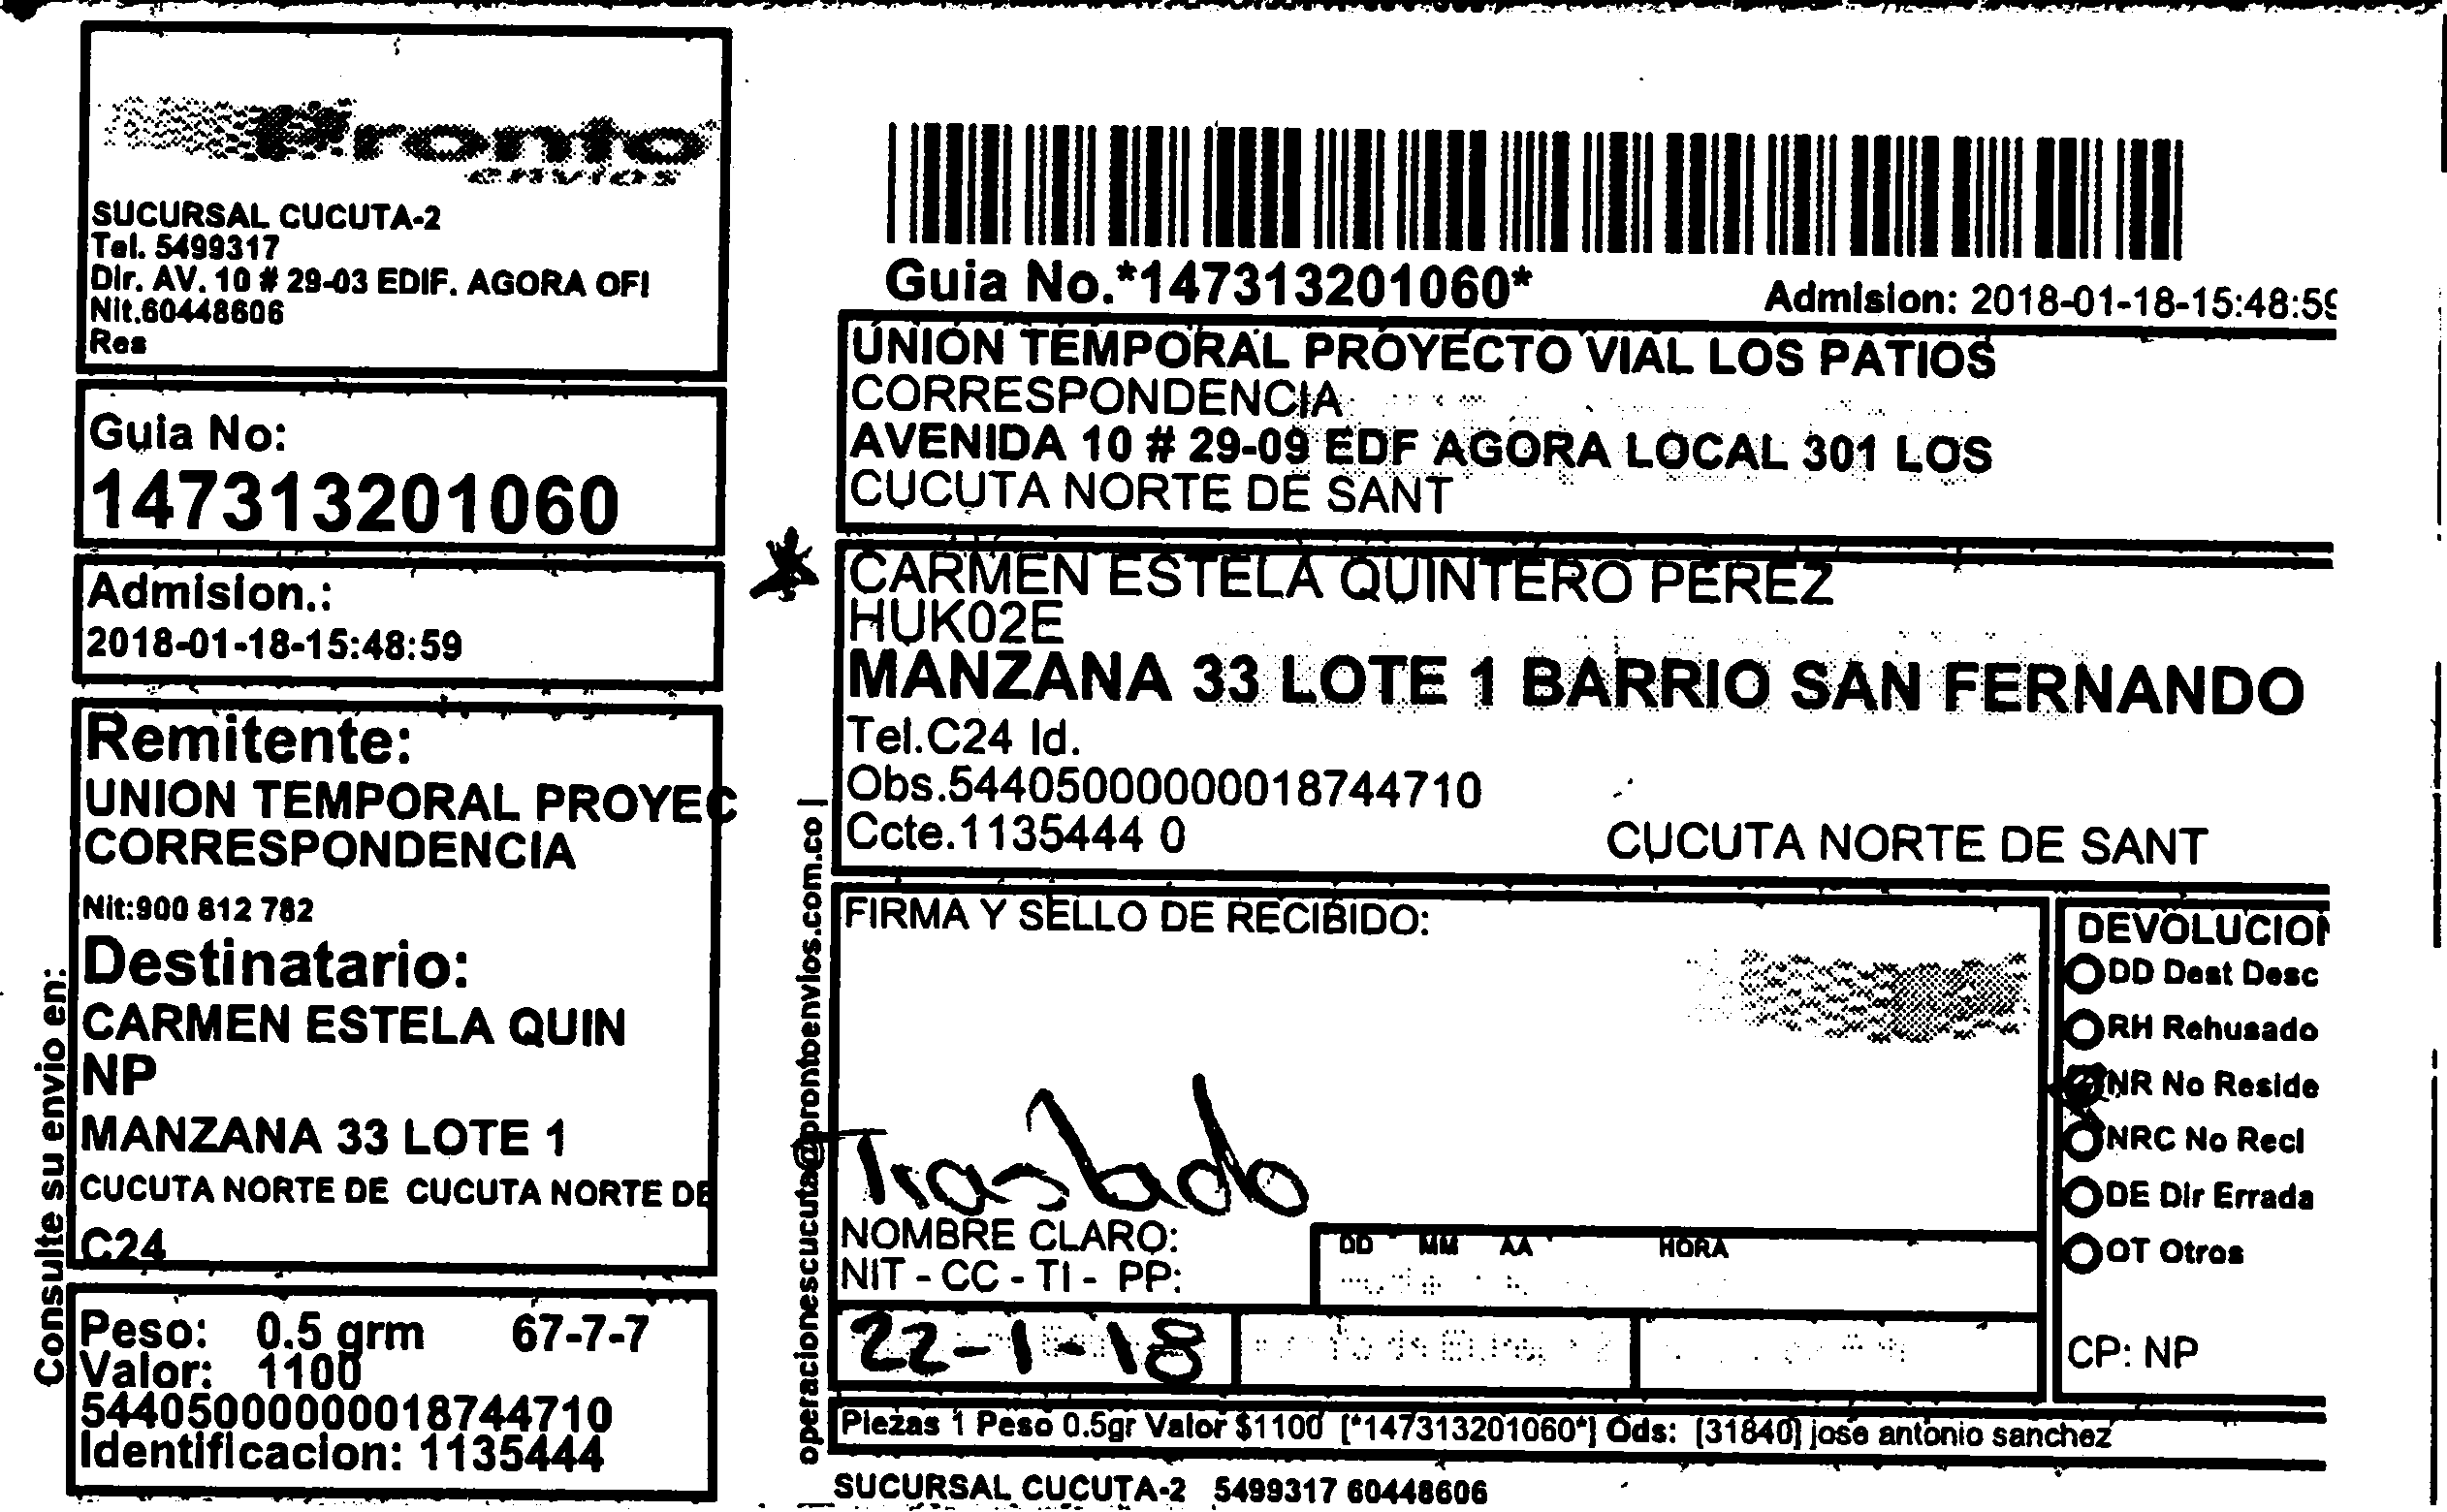 Pronto
envios
SUCURSAL CUCUTA-2
Tel. 5499317
Dir. AV. 10 # 29-03 EDIF. AGORA OFI
Nit.60448606
Res
Guia No:
147313201060
Admision.:
2018-01-18-15:48:59
Remitente:
UNION TEMPORAL PROYEC
CORRESPONDENCIA
Nit:900 812 782
Destinatario:
CARMEN ESTELA QUIN
NP
MANZANA 33 LOTE 1
CUCUTA NORTE DE CUCUTA NORTE DE
C24
Peso: 0.5 grm 67-7-7
Valor: 1100
544050000000018744710
Identificacion: 1135444
Consulte su envio en:
operacionescucuta@prontoenvios.com.co |
Guia No.*147313201060*
Admision: 2018-01-18-15:48:59
UNION TEMPORAL PROYECTO VIAL LOS PATIOS
CORRESPONDENCIA
AVENIDA 10 # 29-09 EDF AGORA LOCAL 301 LOS
CUCUTA NORTE DE SANT
CARMEN ESTELA QUINTERO PEREZ
HUK02E
MANZANA 33 LOTE 1 BARRIO SAN FERNANDO
Tel.C24 Id.
Obs.544050000000018744710
Ccte.1135444 0
CUCUTA NORTE DE SANT
FIRMA Y SELLO DE RECIBIDO:
Traslado
NOMBRE CLARO:
NIT - CC - TI - PP:
DD MM AA HORA
22-1-18
DEVOLUCION
DD Dest Desc
RH Rehusado
NR No Reside
NRC No Recl
DE Dir Errada
OT Otros
CP: NP
Piezas 1 Peso 0.5gr Valor $1100 [*147313201060*] Ods: [31840] jose antonio sanchez
SUCURSAL CUCUTA-2 5499317 60448606